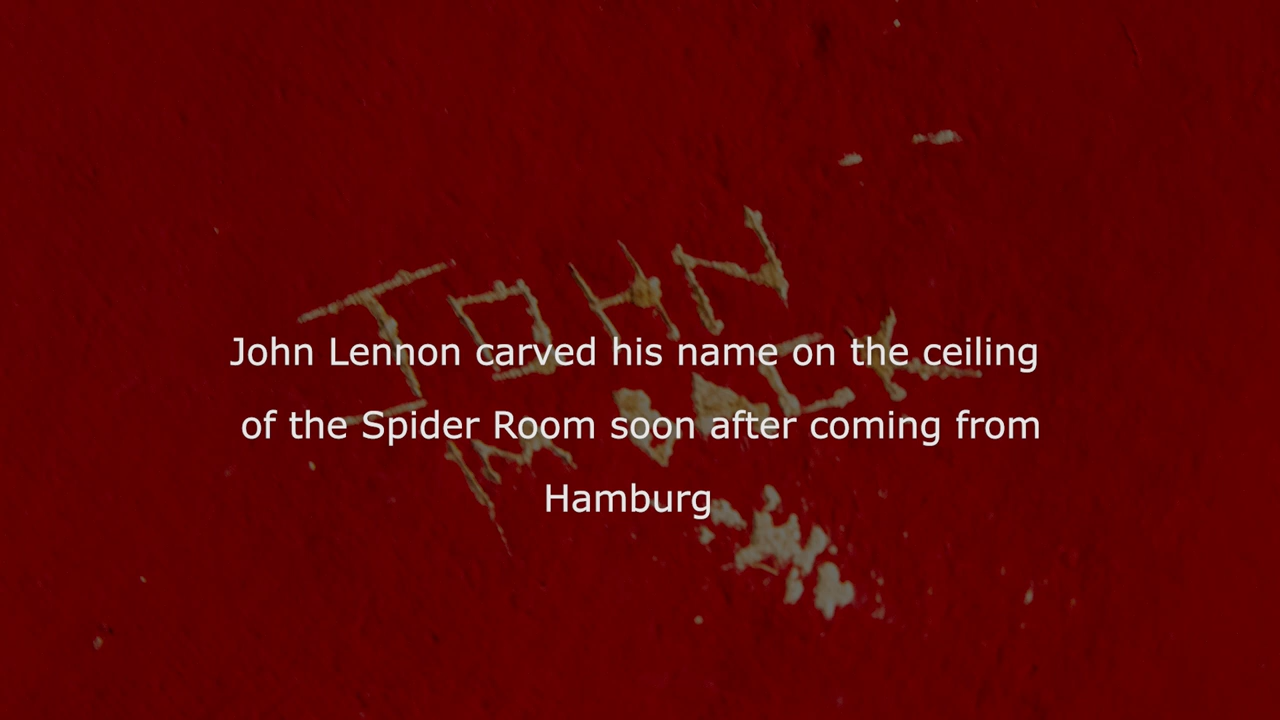 JOHN
John Lennon carved his name on the ceiling
of the Spider Room soon after coming from
Hamburg